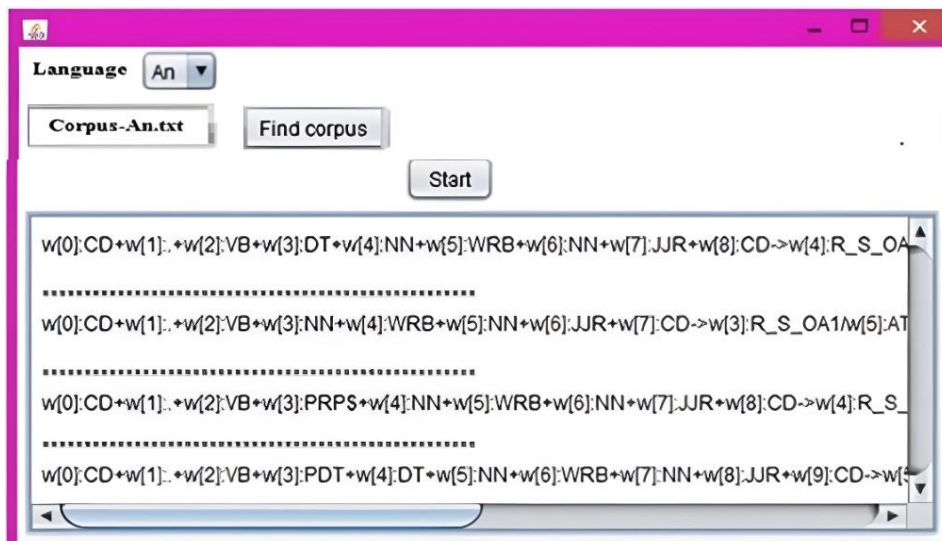 Language An
Corpus-An.txt Find corpus
Start
w[0]:CD+w[1]:.+w[2]:VB+w[3]:DT+w[4]:NN+w[5]:WRB+w[6]:NN+w[7]:JJR+w[8]:CD->w[4]:R_S_OA
w[0]:CD+w[1]:.+w[2]:VB+w[3]:NN+w[4]:WRB+w[5]:NN+w[6]:JJR+w[7]:CD->w[3]:R_S_OA1/w[5]:AT
w[0]:CD+w[1]:.+w[2]:VB+w[3]:PRP$+w[4]:NN+w[5]:WRB+w[6]:NN+w[7]:JJR+w[8]:CD->w[4]:R_S_
w[0]:CD+w[1]:.+w[2]:VB+w[3]:PDT+w[4]:DT+w[5]:NN+w[6]:WRB+w[7]:NN+w[8]:JJR+w[9]:CD->w[5